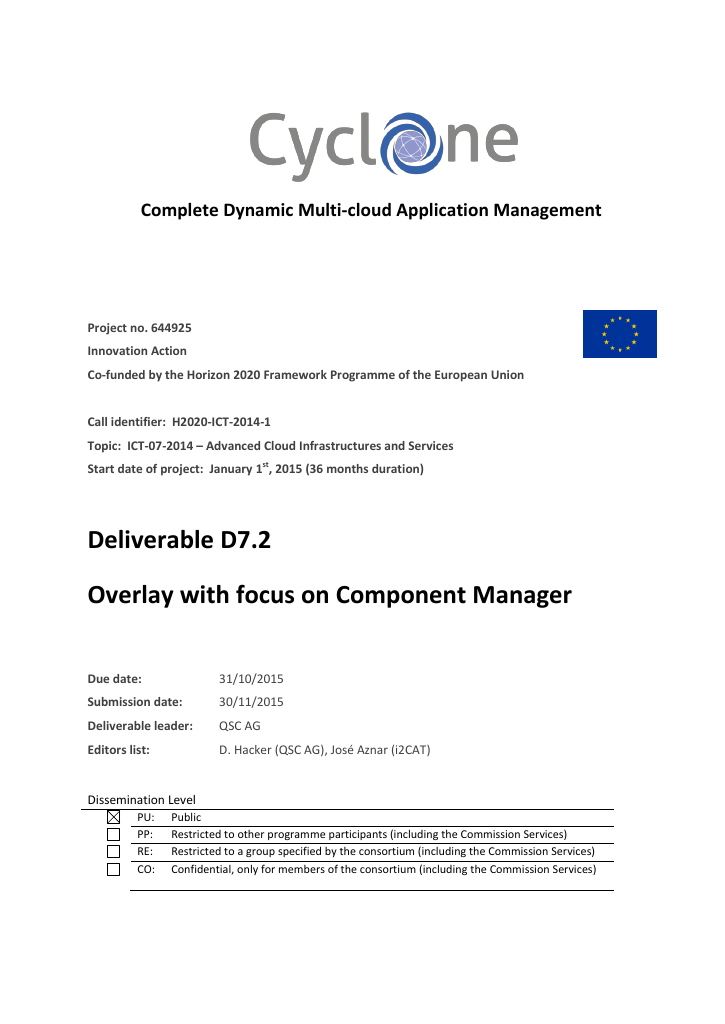 Cyclone
Complete Dynamic Multi-cloud Application Management
Project no. 644925
Innovation Action
Co-funded by the Horizon 2020 Framework Programme of the European Union
Call identifier: H2020-ICT-2014-1
Topic: ICT-07-2014 – Advanced Cloud Infrastructures and Services
Start date of project: January 1st, 2015 (36 months duration)
Deliverable D7.2
Overlay with focus on Component Manager
Due date: 31/10/2015
Submission date: 30/11/2015
Deliverable leader: QSC AG
Editors list: D. Hacker (QSC AG), José Aznar (i2CAT)
Dissemination Level
PU: Public
PP: Restricted to other programme participants (including the Commission Services)
RE: Restricted to a group specified by the consortium (including the Commission Services)
CO: Confidential, only for members of the consortium (including the Commission Services)